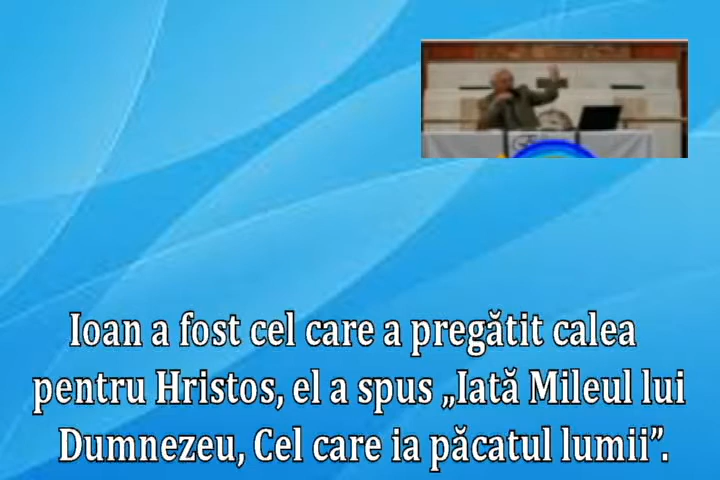 Ioan a fost cel care a pregătit calea
pentru Hristos, el a spus „Iată Mileul lui
Dumnezeu, Cel care ia păcatul lumii”.